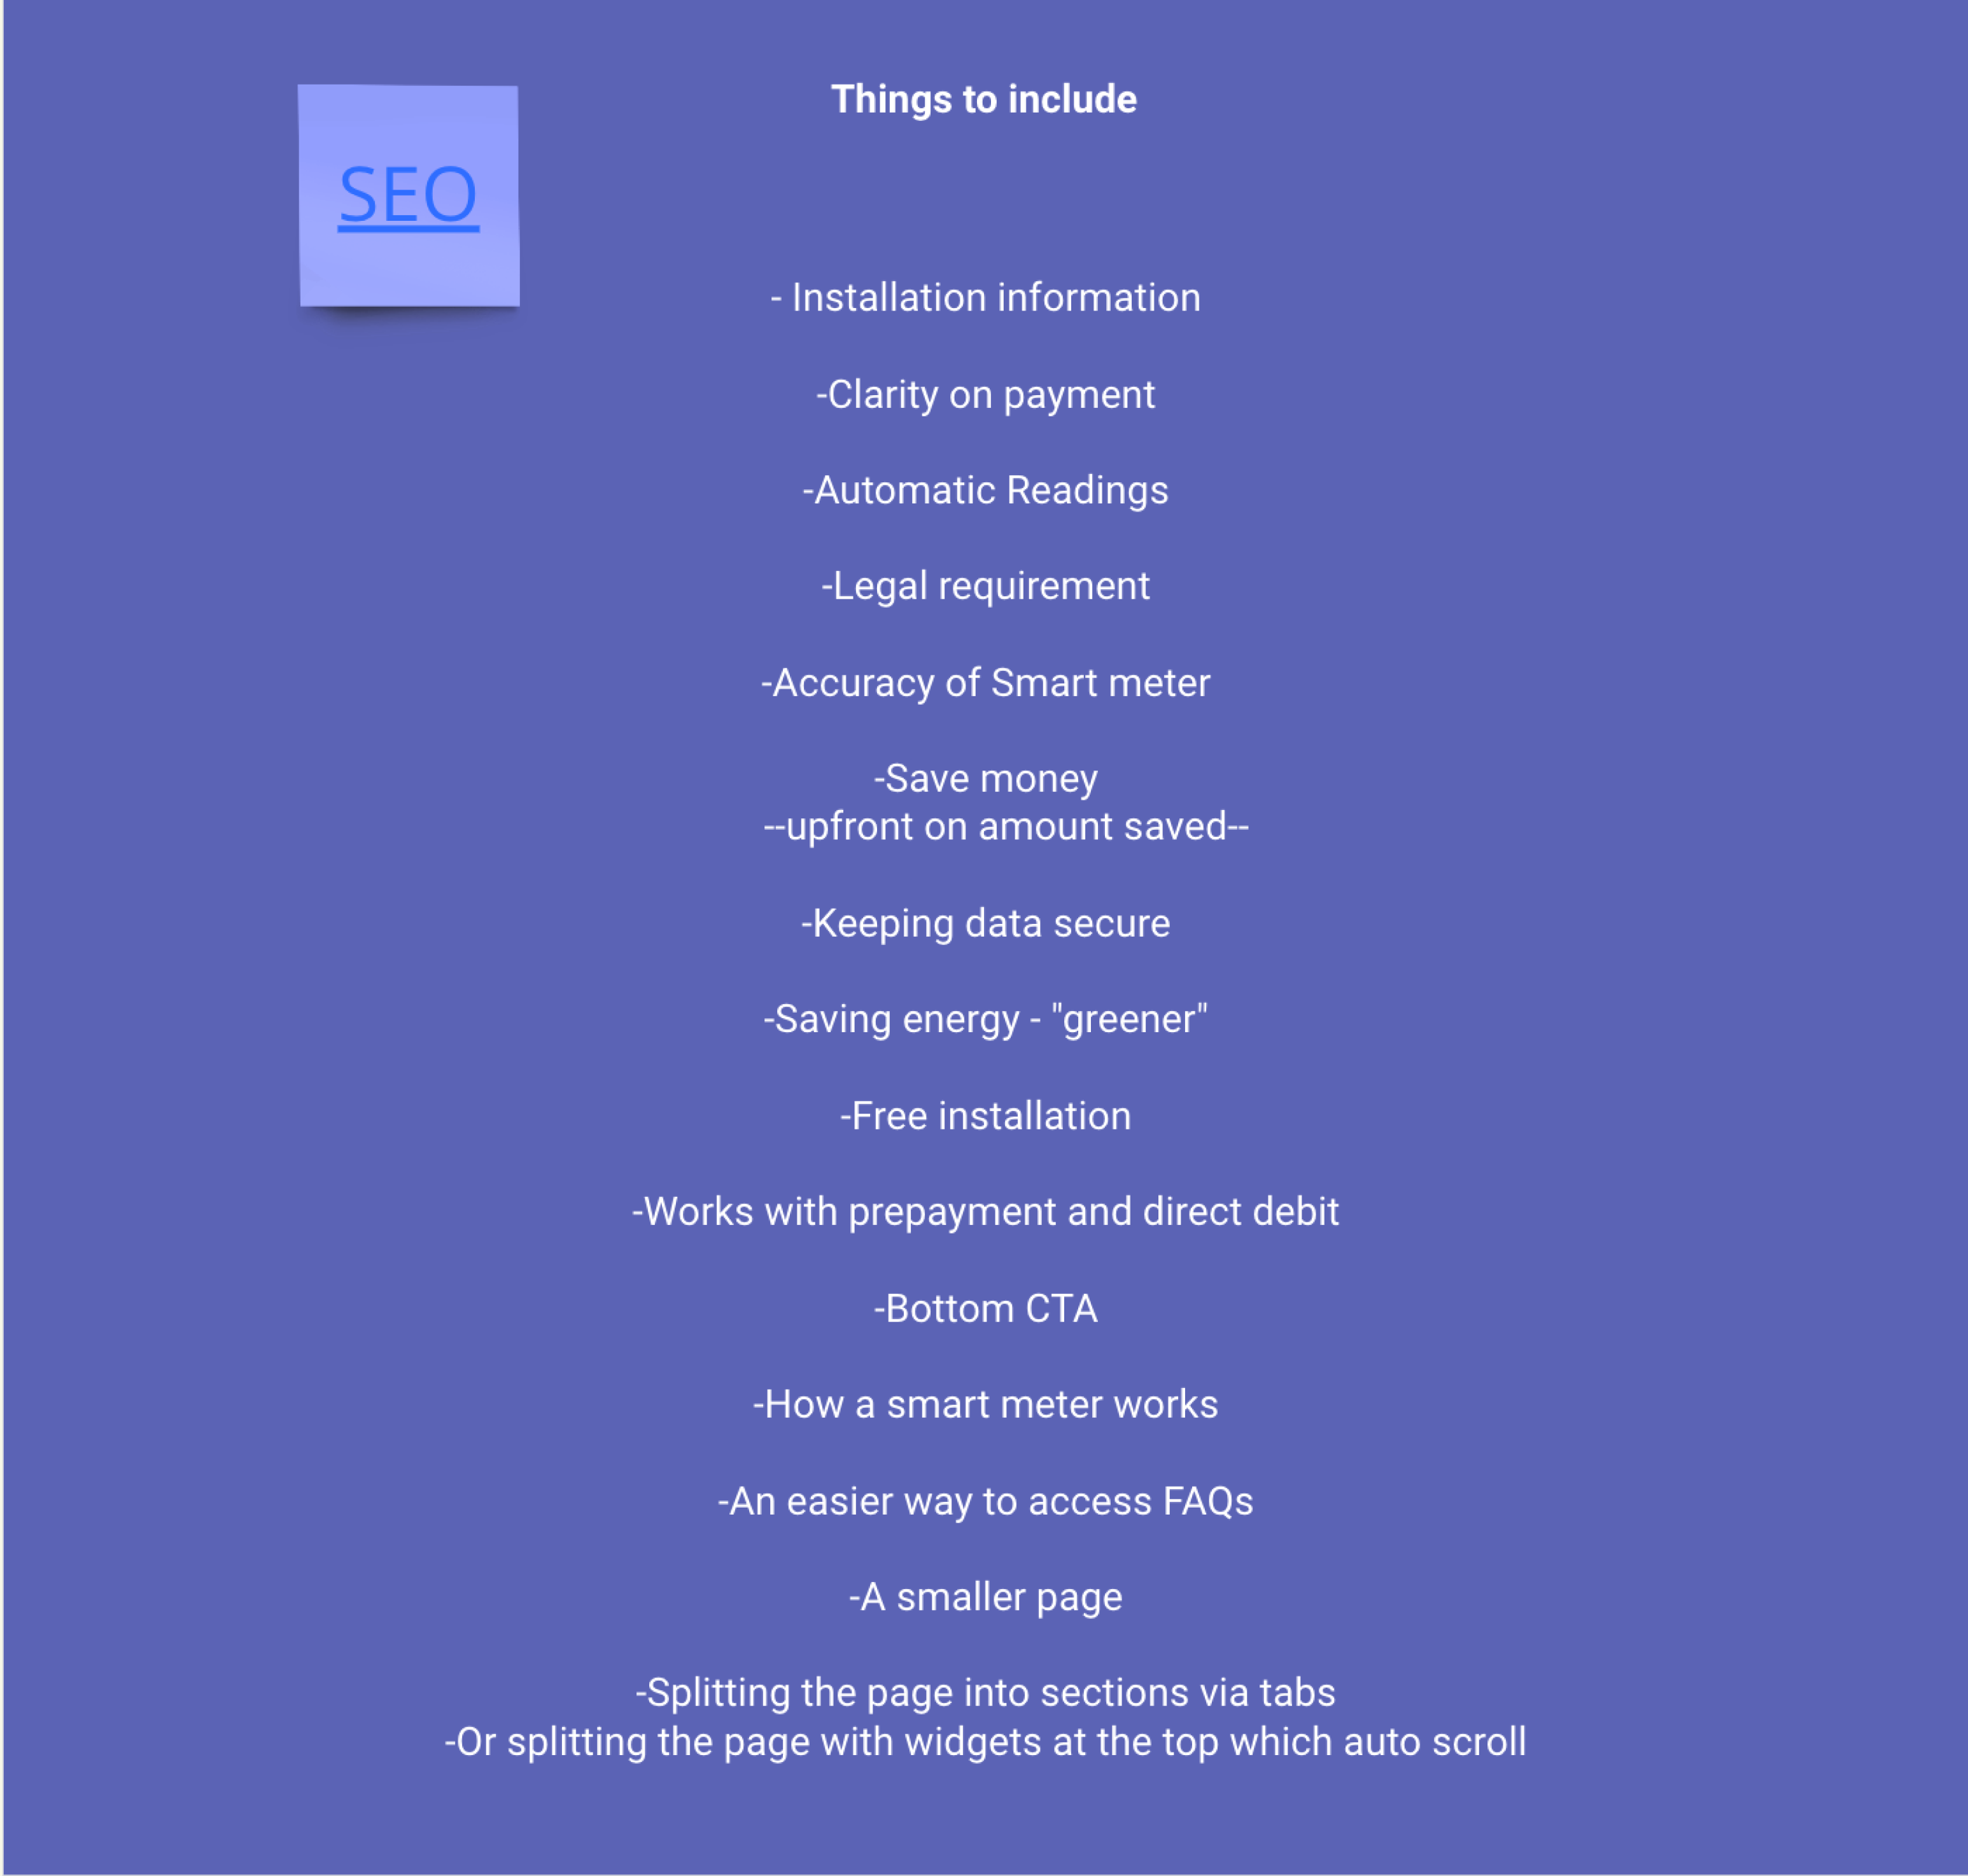 Things to include
SEO
- Installation information
-Clarity on payment
-Automatic Readings
-Legal requirement
-Accuracy of Smart meter
-Save money
--upfront on amount saved--
-Keeping data secure
-Saving energy - "greener"
-Free installation
-Works with prepayment and direct debit
-Bottom CTA
-How a smart meter works
-An easier way to access FAQs
-A smaller page
-Splitting the page into sections via tabs
-Or splitting the page with widgets at the top which auto scroll